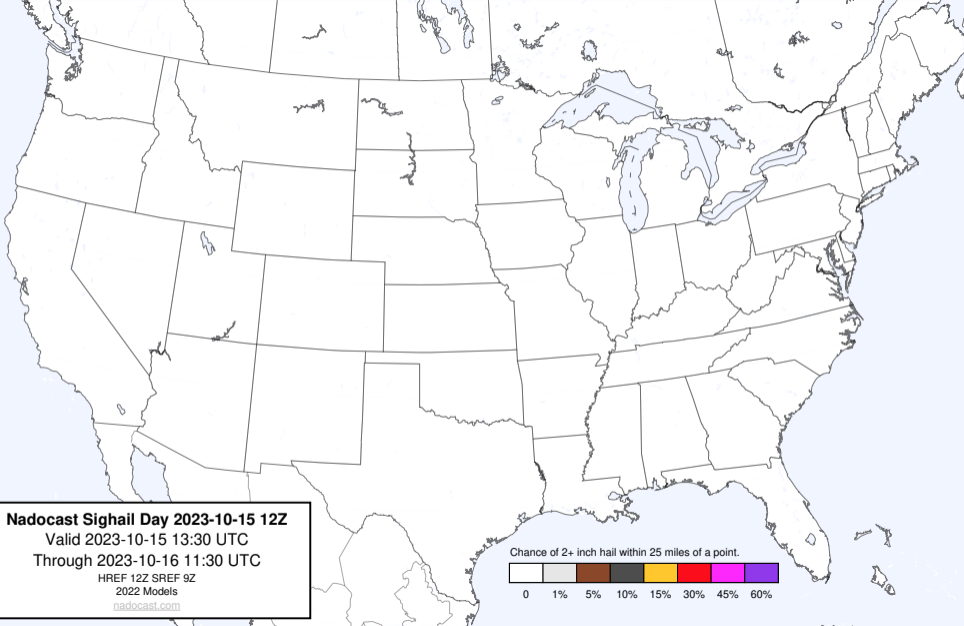 Nadocast Sighail Day 2023-10-15 12Z
Valid 2023-10-15 13:30 UTC
Through 2023-10-16 11:30 UTC
HREF 12Z SREF 9Z
2022 Models
nadocast.com
Chance of 2+ inch hail within 25 miles of a point.
0 1% 5% 10% 15% 30% 45% 60%